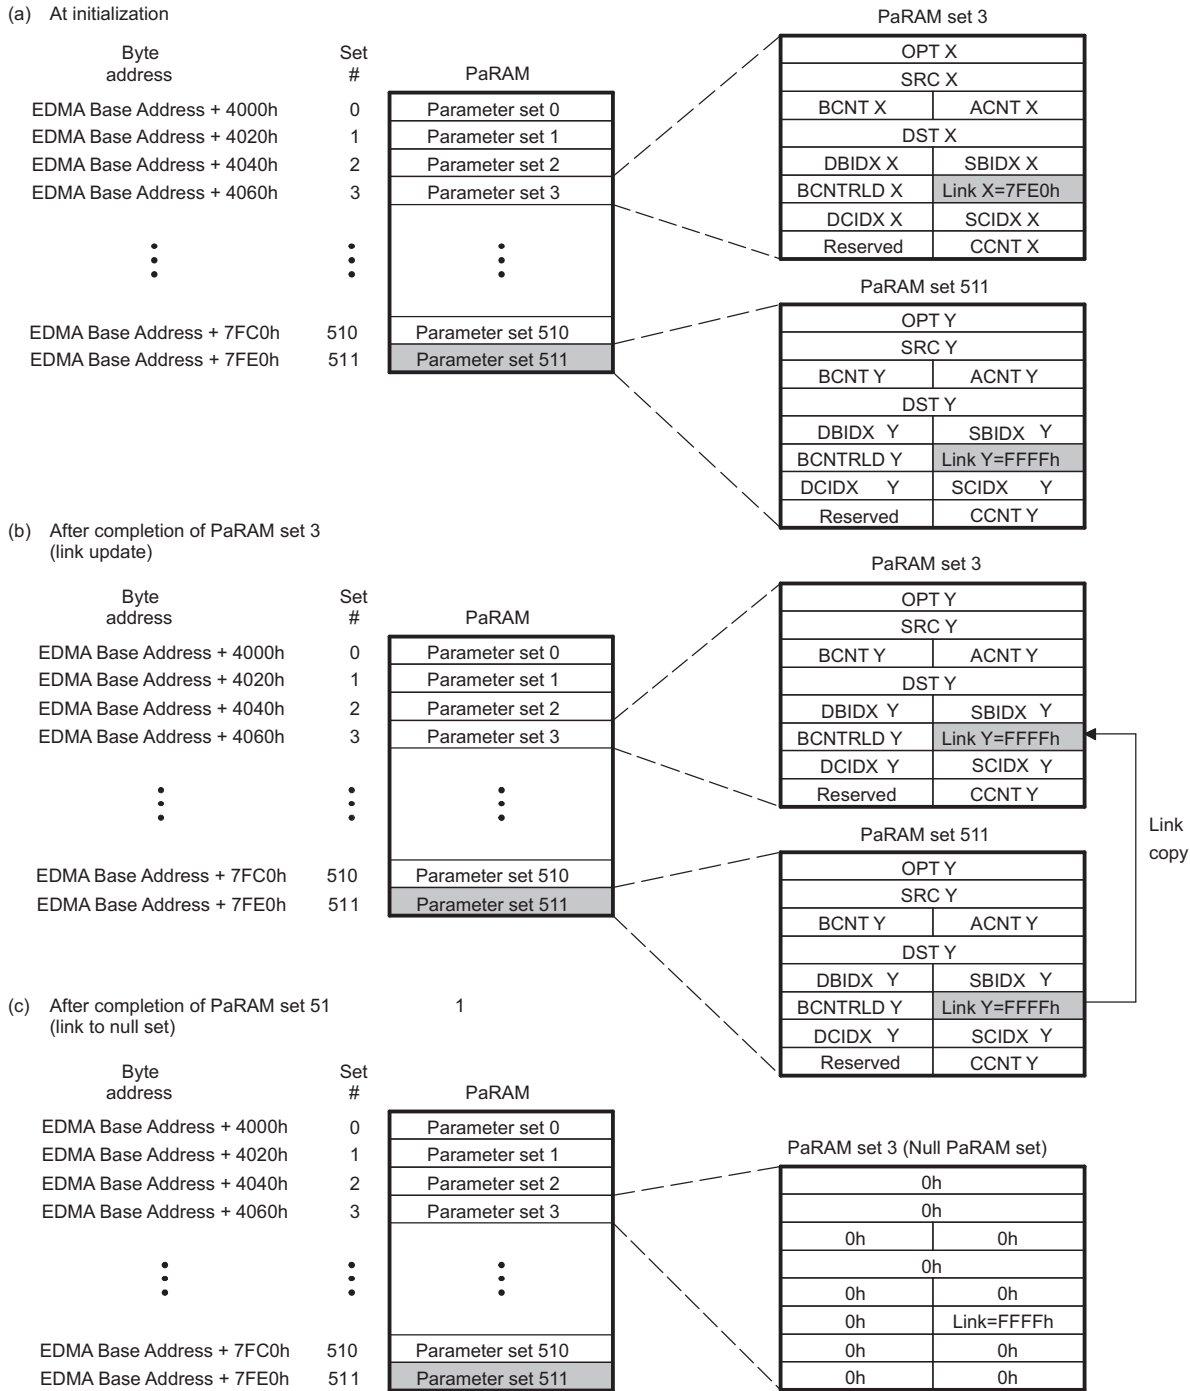 (a) At initialization
PaRAM set 3
Byte address
Set #
PaRAM
EDMA Base Address + 4000h 0 Parameter set 0
EDMA Base Address + 4020h 1 Parameter set 1
EDMA Base Address + 4040h 2 Parameter set 2
EDMA Base Address + 4060h 3 Parameter set 3
EDMA Base Address + 7FC0h 510 Parameter set 510
EDMA Base Address + 7FE0h 511 Parameter set 511
OPT X
SRC X
BCNT X ACNT X
DST X
DBIDX X SBIDX X
BCNTRLD X Link X=7FE0h
DCIDX X SCIDX X
Reserved CCNT X
PaRAM set 511
OPT Y
SRC Y
BCNT Y ACNT Y
DST Y
DBIDX Y SBIDX Y
BCNTRLD Y Link Y=FFFFh
DCIDX Y SCIDX Y
Reserved CCNT Y
(b) After completion of PaRAM set 3
(link update)
Byte address
Set #
PaRAM
EDMA Base Address + 4000h 0 Parameter set 0
EDMA Base Address + 4020h 1 Parameter set 1
EDMA Base Address + 4040h 2 Parameter set 2
EDMA Base Address + 4060h 3 Parameter set 3
EDMA Base Address + 7FC0h 510 Parameter set 510
EDMA Base Address + 7FE0h 511 Parameter set 511
PaRAM set 3
OPT Y
SRC Y
BCNT Y ACNT Y
DST Y
DBIDX Y SBIDX Y
BCNTRLD Y Link Y=FFFFh
DCIDX Y SCIDX Y
Reserved CCNT Y
Link
copy
PaRAM set 511
OPT Y
SRC Y
BCNT Y ACNT Y
DST Y
DBIDX Y SBIDX Y
BCNTRLD Y Link Y=FFFFh
DCIDX Y SCIDX Y
Reserved CCNT Y
(c) After completion of PaRAM set 51 1
(link to null set)
Byte address
Set #
PaRAM
EDMA Base Address + 4000h 0 Parameter set 0
EDMA Base Address + 4020h 1 Parameter set 1
EDMA Base Address + 4040h 2 Parameter set 2
EDMA Base Address + 4060h 3 Parameter set 3
EDMA Base Address + 7FC0h 510 Parameter set 510
EDMA Base Address + 7FE0h 511 Parameter set 511
PaRAM set 3 (Null PaRAM set)
0h
0h
0h 0h
0h
0h 0h
0h Link=FFFFh
0h 0h
0h 0h